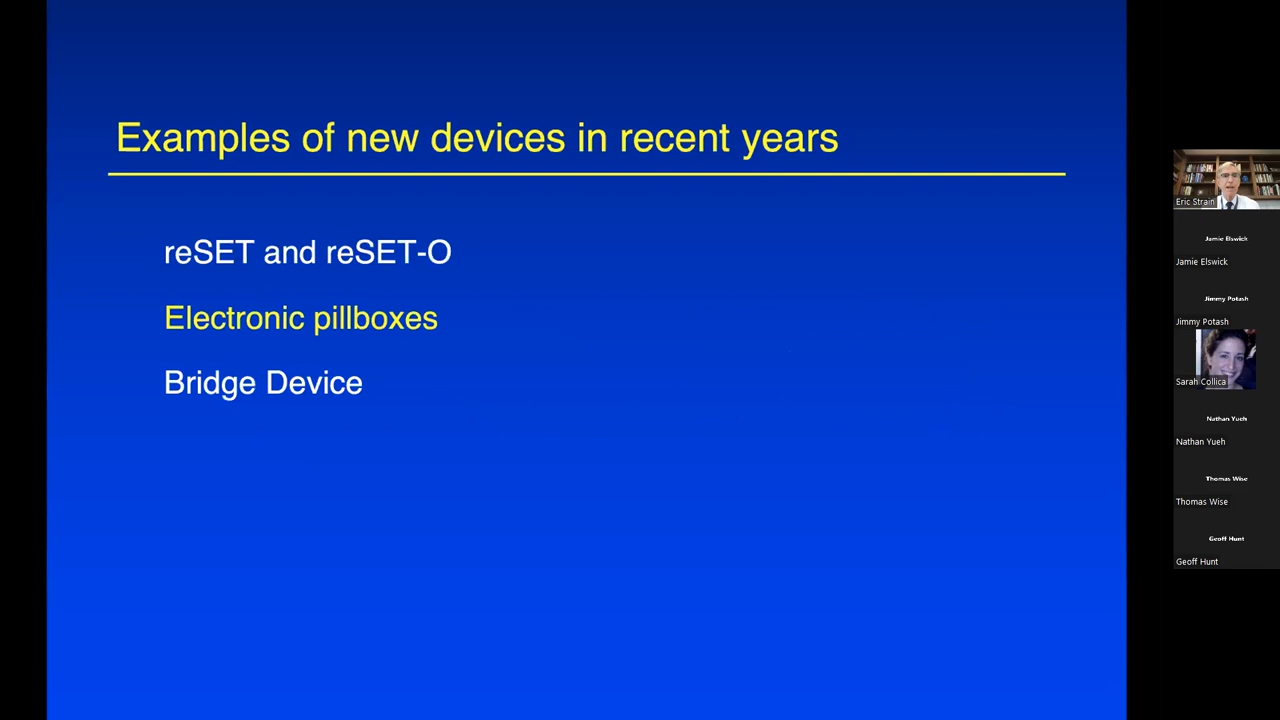 Examples of new devices in recent years
reSET and reSET-O
Electronic pillboxes
Bridge Device
Eric Strain
Jamie Elswick
Jamie Elswick
Jimmy Potash
Jimmy Potash
Sarah Collica
Nathan Yueh
Nathan Yueh
Thomas Wise
Thomas Wise
Geoff Hunt
Geoff Hunt